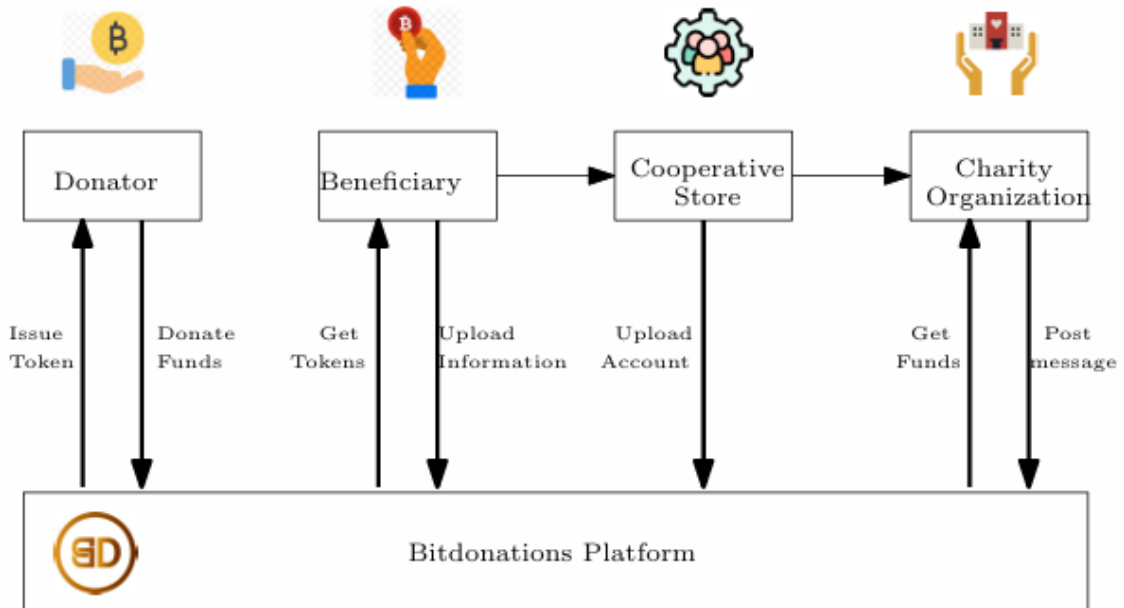 Donator
Beneficiary
Cooperative
Store
Charity
Organization
Issue
Token
Donate
Funds
Get
Tokens
Upload
Information
Upload
Account
Get
Funds
Post
message
Bitdonations Platform